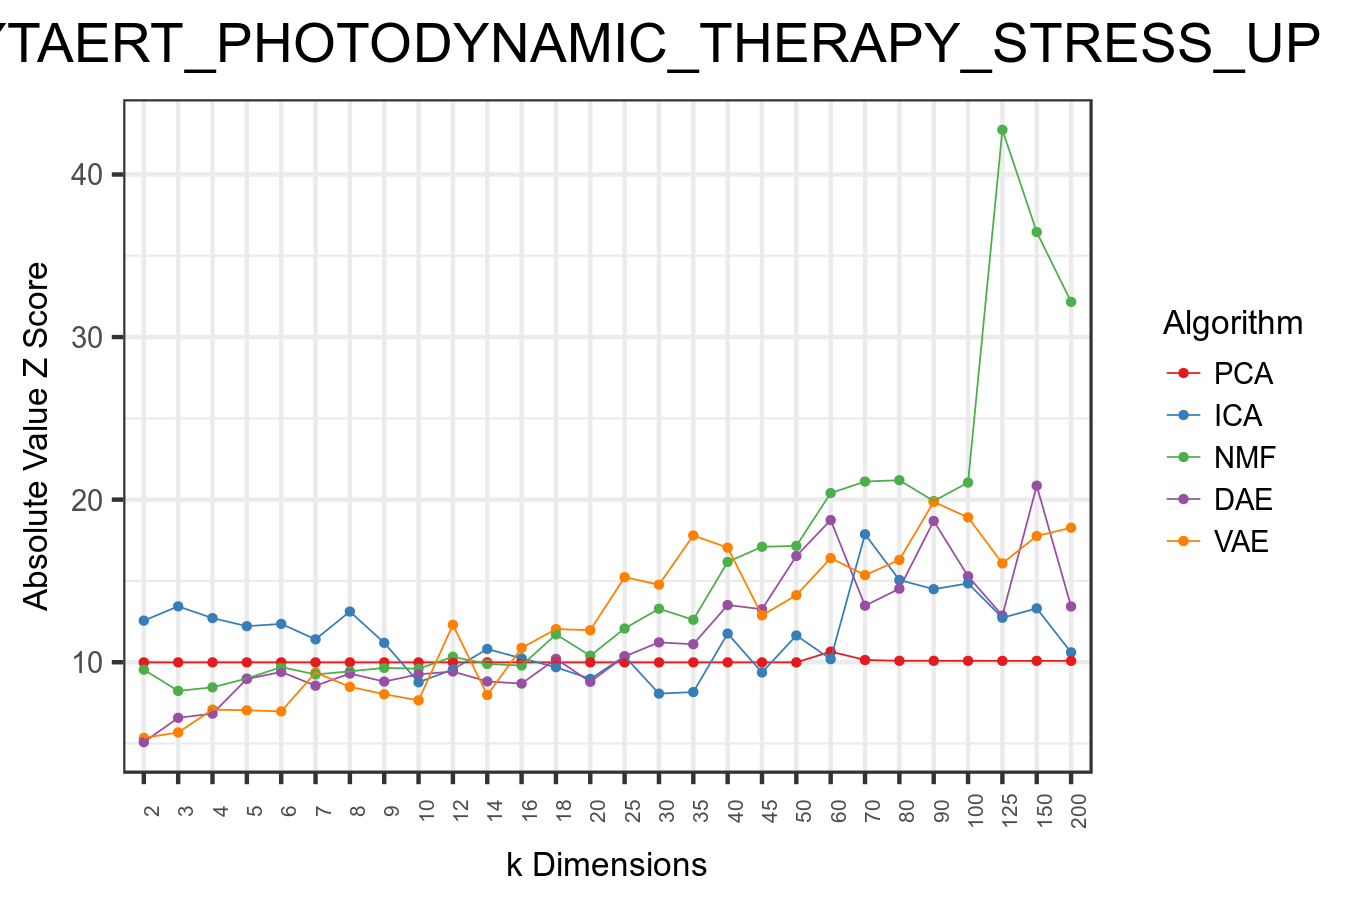 TAERT_PHOTODYNAMIC_THERAPY_STRESS_UP
40
30
20
10
Absolute Value Z Score
2 3 4 5 6 7 8 9 10 12 14 16 18 20 25 30 35 40 45 50 60 70 80 90 100 125 150 200
k Dimensions
Algorithm
PCA
ICA
NMF
DAE
VAE